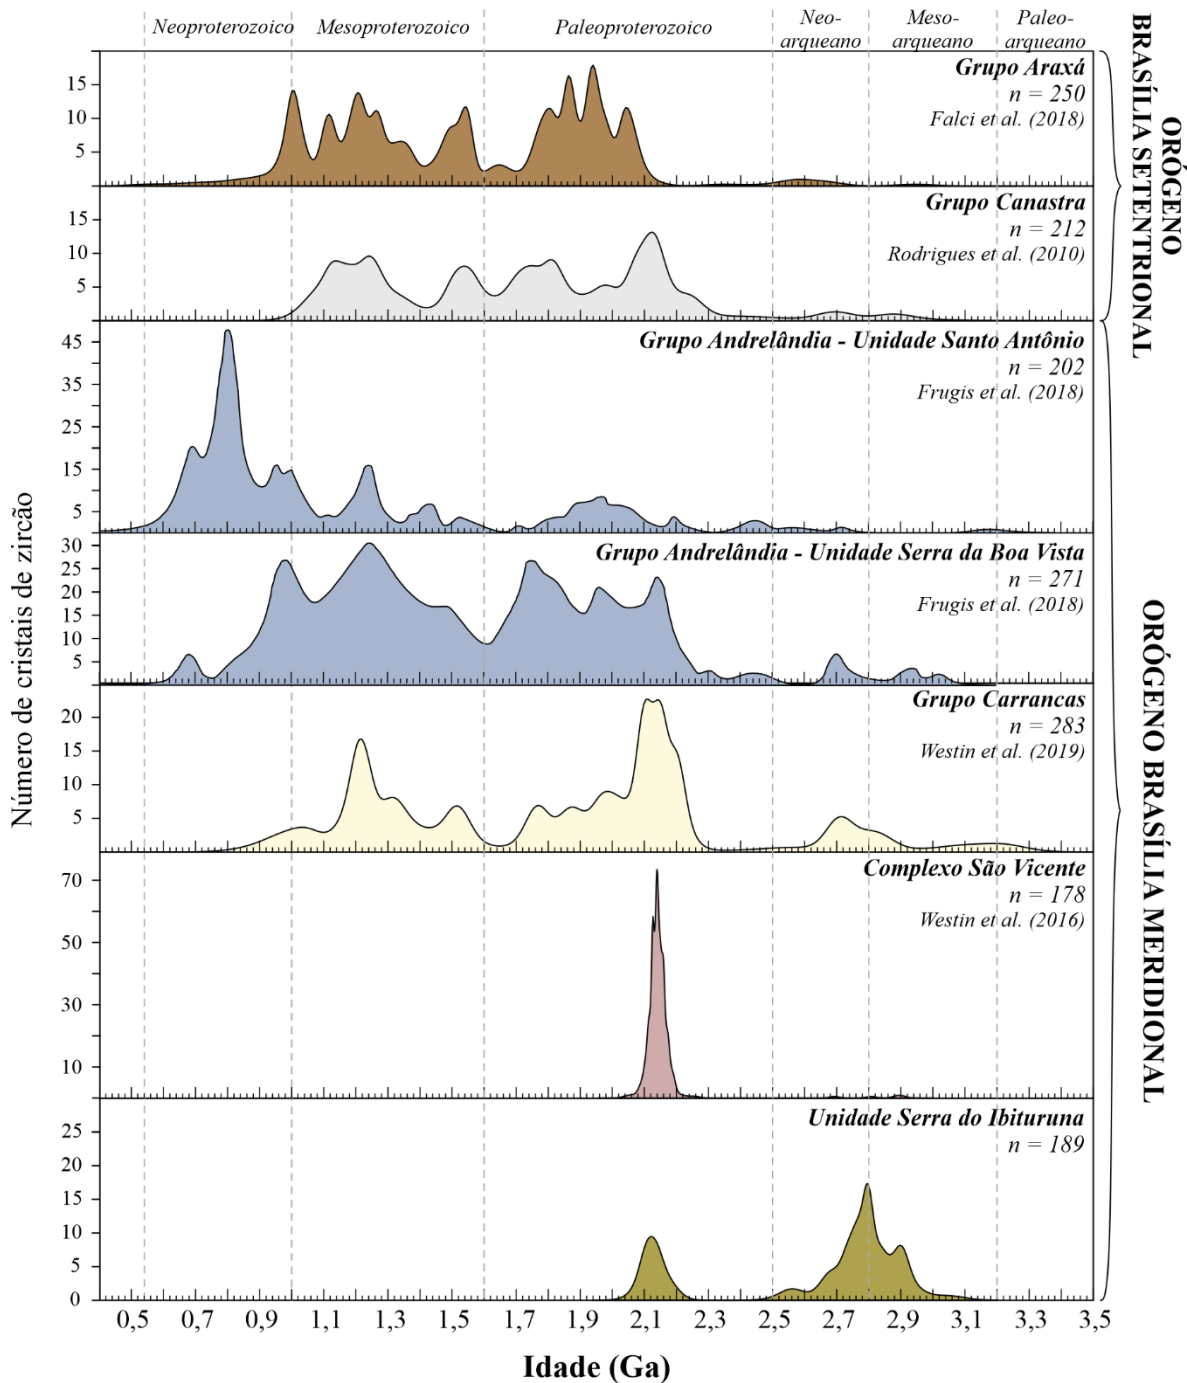 Neoproterozoico
Mesoproterozoico
Paleoproterozoico
Neo-
arqueano
Meso-
arqueano
Paleo-
arqueano
15
10
5
Grupo Araxá
n = 250
Falci et al. (2018)
15
10
5
Grupo Canastra
n = 212
Rodrigues et al. (2010)
45
35
25
15
5
Grupo Andrelândia - Unidade Santo Antônio
n = 202
Frugis et al. (2018)
30
25
20
15
10
5
Grupo Andrelândia - Unidade Serra da Boa Vista
n = 271
Frugis et al. (2018)
20
15
10
5
Grupo Carrancas
n = 283
Westin et al. (2019)
70
50
30
10
Complexo São Vicente
n = 178
Westin et al. (2016)
25
20
15
10
5
0
Unidade Serra do Ibituruna
n = 189
0,5 0,7 0,9 1,1 1,3 1,5 1,7 1,9 2,1 2,3 2,5 2,7 2,9 3,1 3,3 3,5
Idade (Ga)
Número de cristais de zircão
ORÓGENO
BRASÍLIA SETENTRIONAL
ORÓGENO BRASÍLIA MERIDIONAL